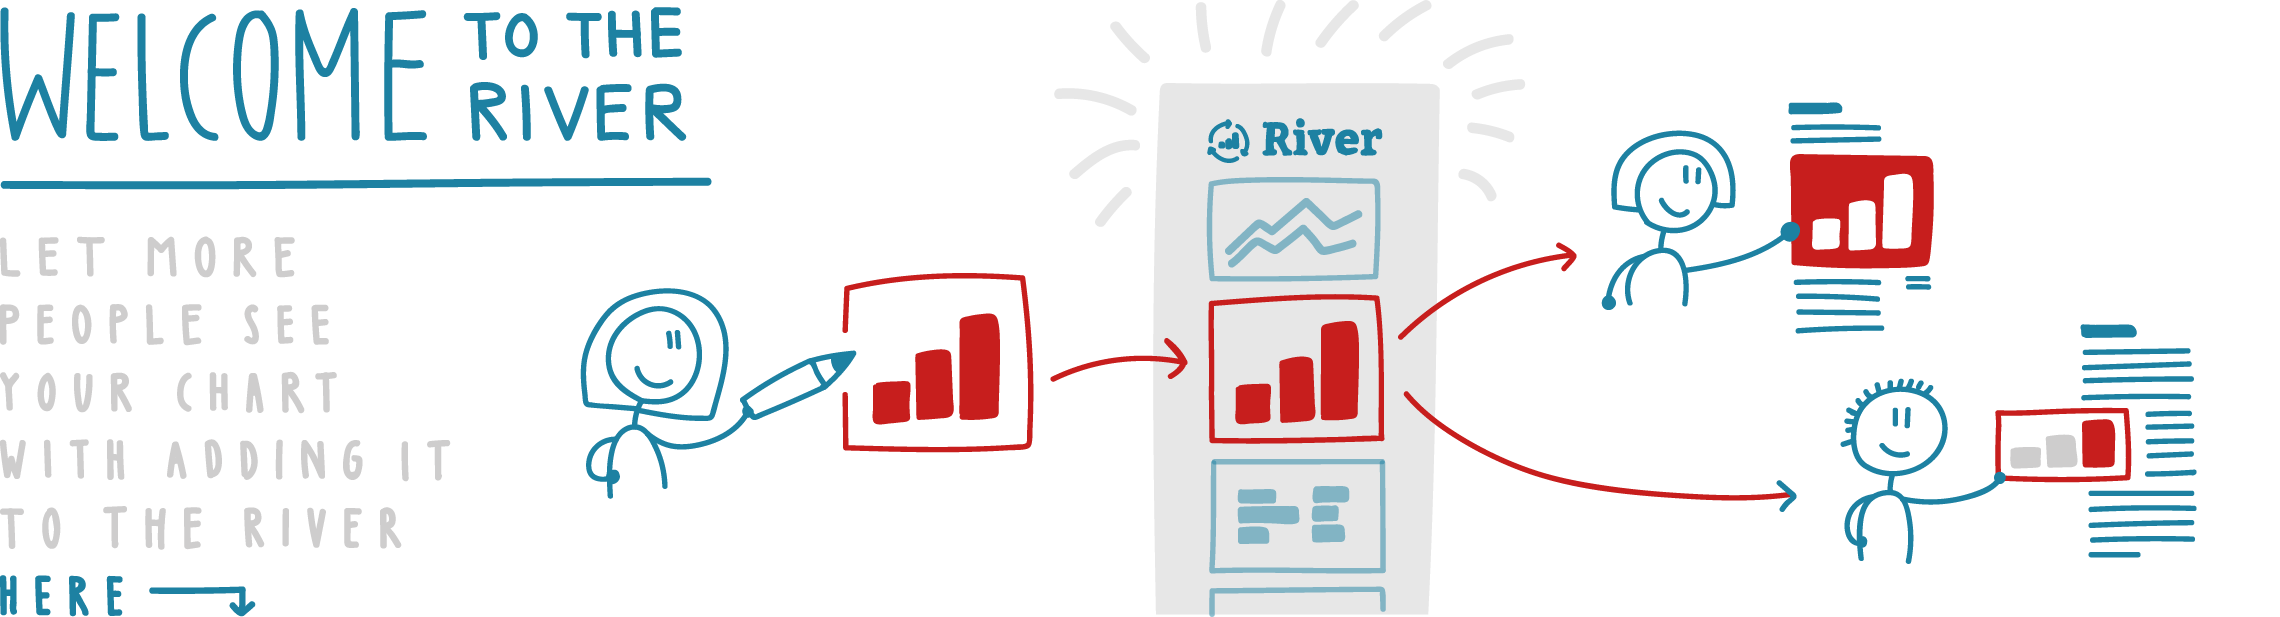 WELCOME TO THE
RIVER
LET MORE
PEOPLE SEE
YOUR CHART
WITH ADDING IT
TO THE RIVER
HERE
River